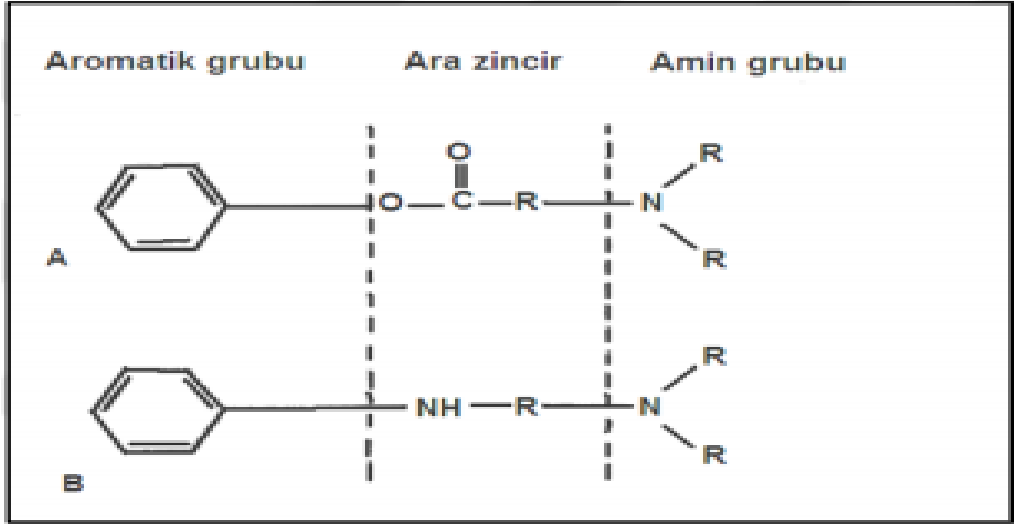 Aromatik grubu Ara zincir Amin grubu
O R
O C R N
A R
R
NH R N
R
B